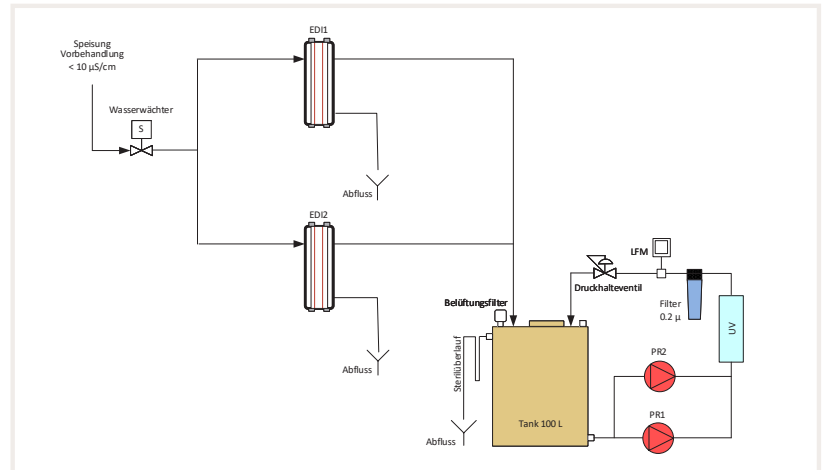 EDI1
Speisung
Vorbehandlung
< 10 µS/cm
Wasserwächter
S
Abfluss
EDI2
LFM
Druckhalteventil
Belüftungsfilter
Filter
0.2 µ
UV
Sterilüberlauf
PR2
Abfluss
PR1
Tank 100 L
Abfluss